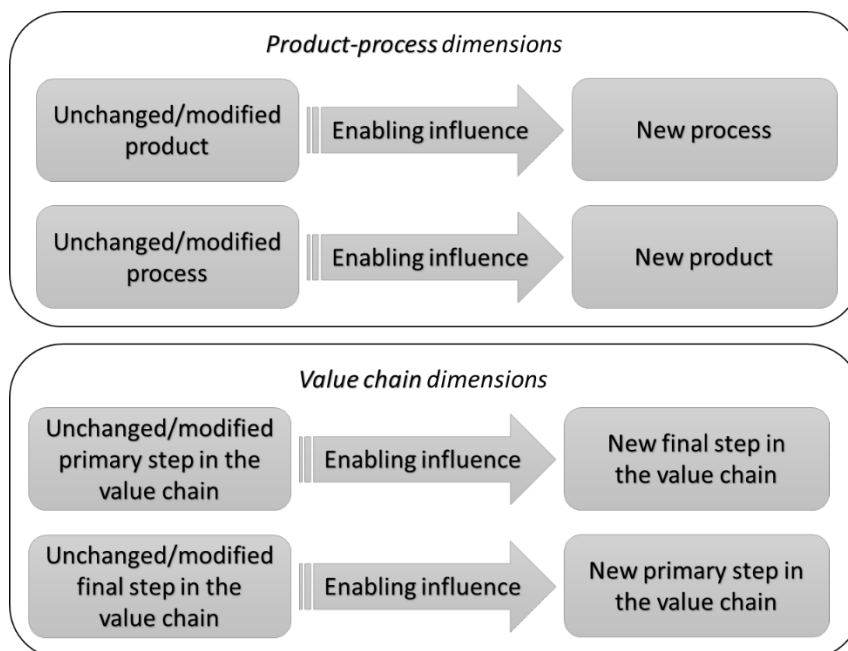 Product-process dimensions
Unchanged/modified
product
Enabling influence
New process
Unchanged/modified
process
Enabling influence
New product
Value chain dimensions
Unchanged/modified
primary step in the
value chain
Enabling influence
New final step in
the value chain
Unchanged/modified
final step in the
value chain
Enabling influence
New primary step in
the value chain